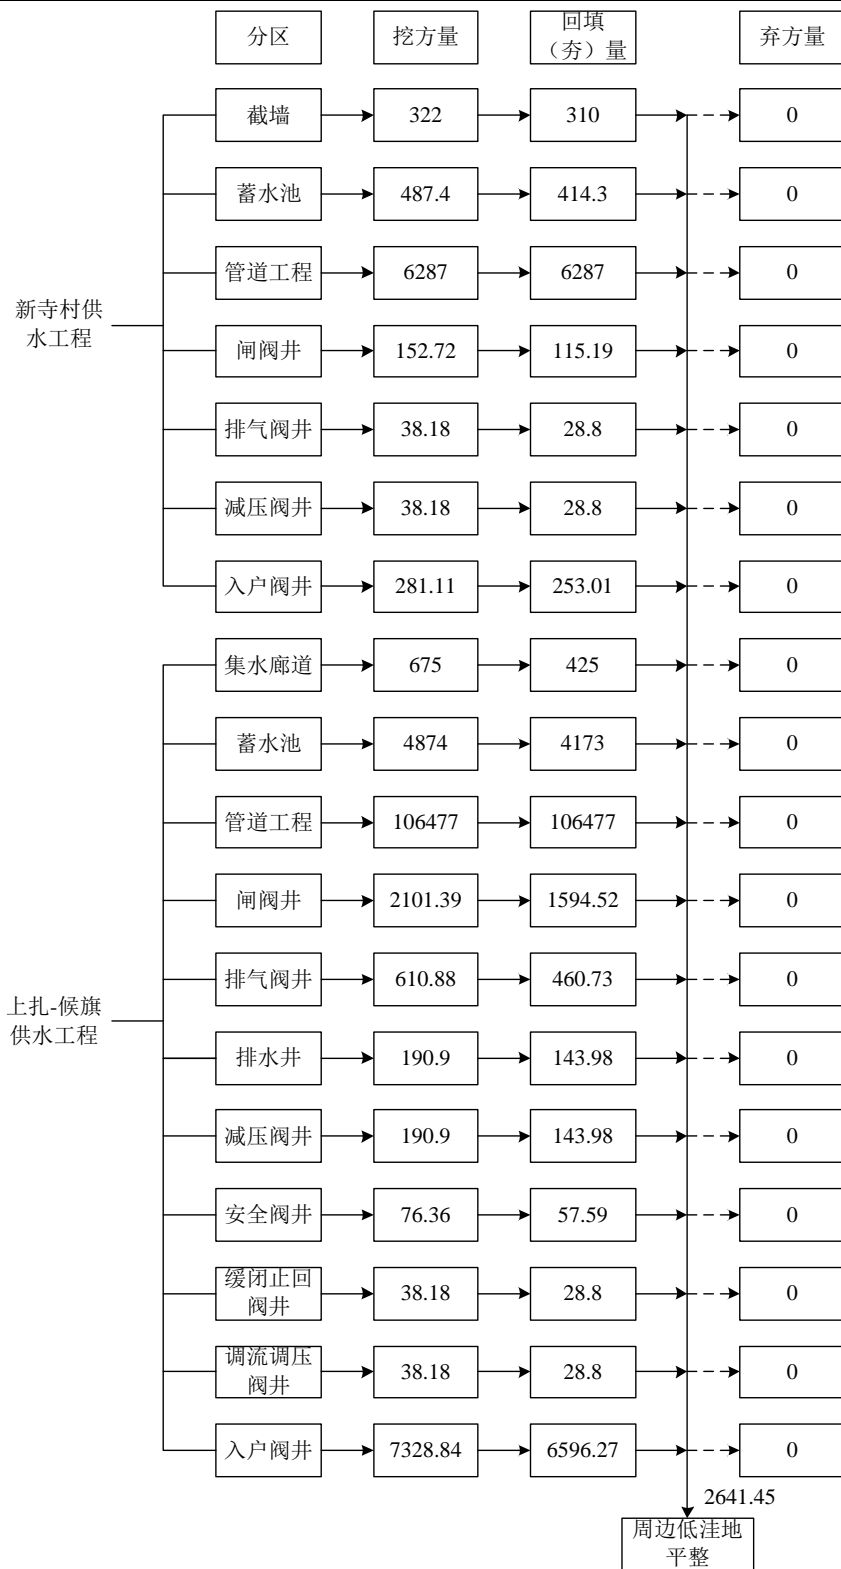 分区 挖方量 回填
（夯）量 弃方量
截墙 322 310 0
蓄水池 487.4 414.3 0
管道工程 6287 6287 0
新寺村供
水工程
闸阀井 152.72 115.19 0
排气阀井 38.18 28.8 0
减压阀井 38.18 28.8 0
入户阀井 281.11 253.01 0
集水廊道 675 425 0
蓄水池 4874 4173 0
管道工程 106477 106477 0
闸阀井 2101.39 1594.52 0
排气阀井 610.88 460.73 0
上扎-候旗
供水工程
排水井 190.9 143.98 0
减压阀井 190.9 143.98 0
安全阀井 76.36 57.59 0
缓闭止回
阀井 38.18 28.8 0
调流调压
阀井 38.18 28.8 0
入户阀井 7328.84 6596.27 0
2641.45
周边低洼地
平整